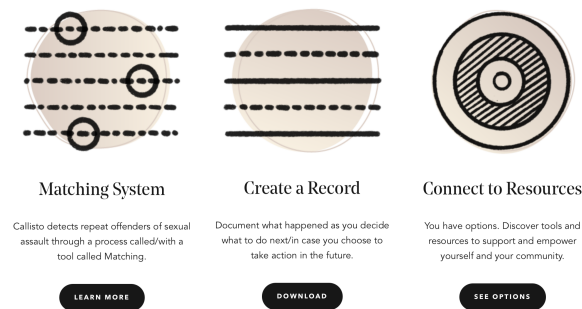 Matching System
Callisto detects repeat offenders of sexual
assault through a process called/with a
tool called Matching.
LEARN MORE
Create a Record
Document what happened as you decide
what to do next/in case you choose to
take action in the future.
DOWNLOAD
Connect to Resources
You have options. Discover tools and
resources to support and empower
yourself and your community.
SEE OPTIONS